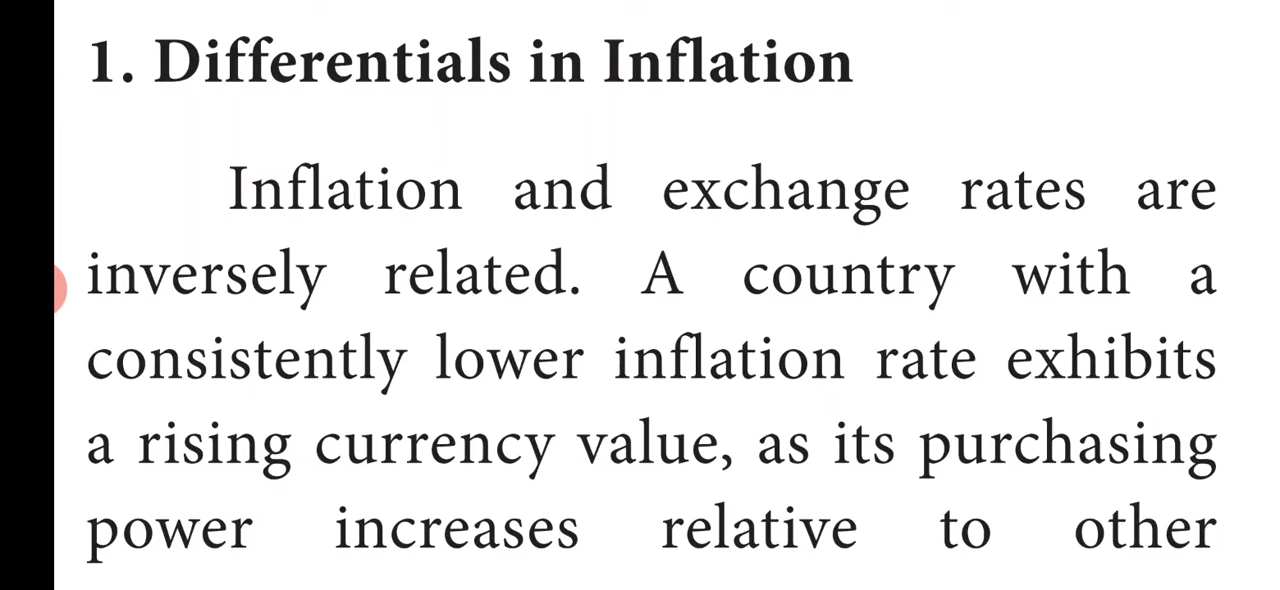 1. Differentials in Inflation
Inflation and exchange rates are
inversely related. A country with a
consistently lower inflation rate exhibits
a rising currency value, as its purchasing
power increases relative to other